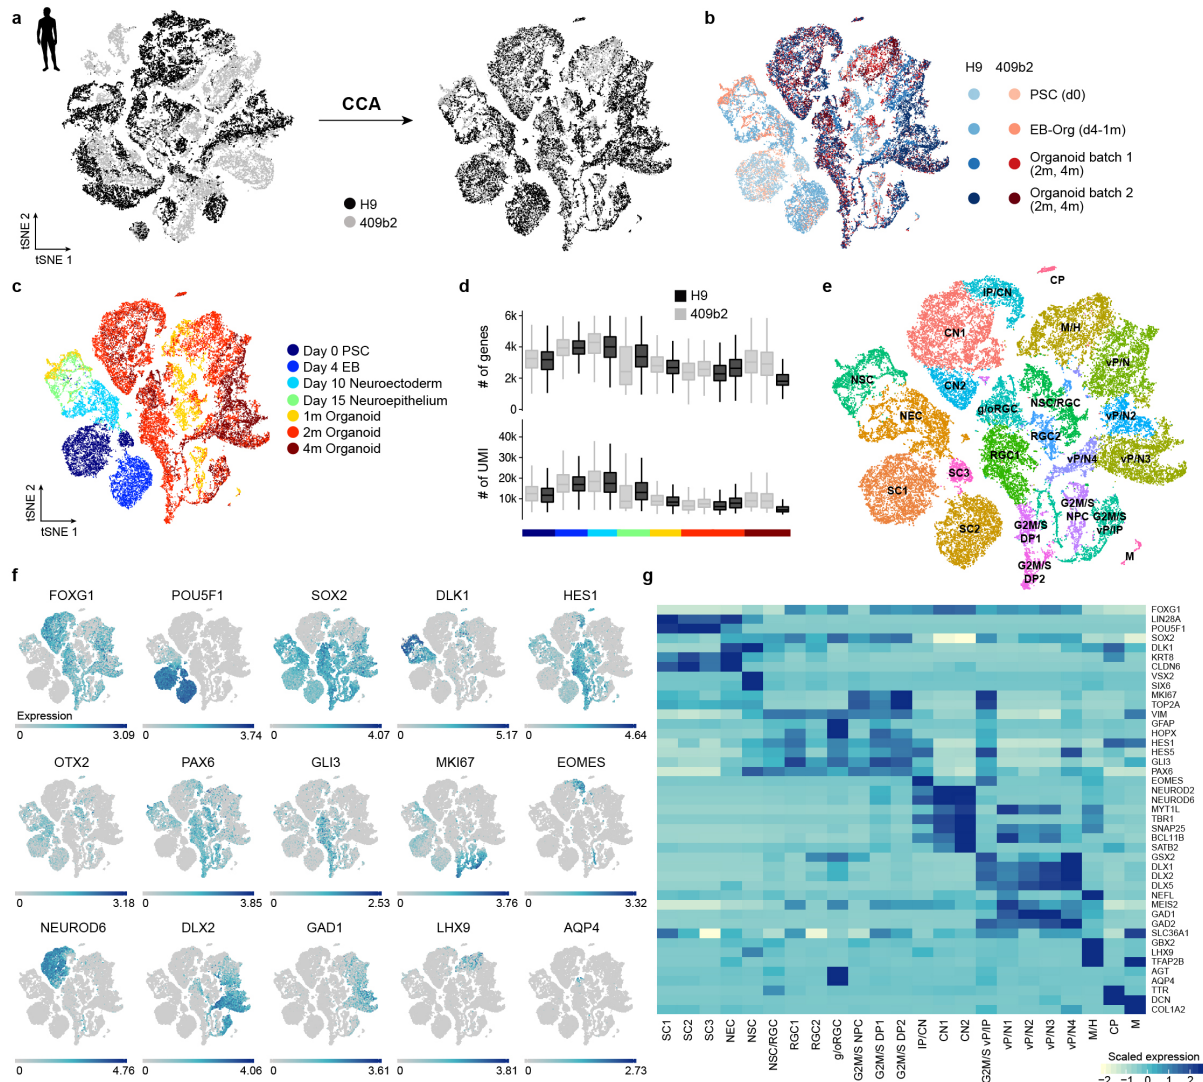 a
CCA
H9
409b2
tSNE 2
tSNE 1
b
H9 409b2
PSC (d0)
EB-Org (d4-1m)
Organoid batch 1
(2m, 4m)
Organoid batch 2
(2m, 4m)
c
Day 0 PSC
Day 4 EB
Day 10 Neuroectoderm
Day 15 Neuroepithelium
1m Organoid
2m Organoid
4m Organoid
tSNE 2
tSNE 1
d
H9
409b2
# of genes
6k
4k
2k
0
# of UMI
40k
30k
20k
10k
e
CP
IP/CN
CN1
M/H
vP/N
NSC
CN2
g/oRGC
NSC/RGC
vP/N2
NEC
RGC2
RGC1
vP/N4
vP/N3
SC3
SC1
SC2
G2M/S
DP1
G2M/S
NPC
G2M/S
vP/IP
G2M/S
DP2
M
f
FOXG1 POU5F1 SOX2 DLK1 HES1
Expression
0 3.09 0 3.74 0 4.07 0 5.17 0 4.64
OTX2 PAX6 GLI3 MKI67 EOMES
0 3.18 0 3.85 0 2.53 0 3.76 0 3.32
NEUROD6 DLX2 GAD1 LHX9 AQP4
0 4.76 0 4.06 0 3.61 0 3.81 0 2.73
g
FOXG1
LIN28A
POU5F1
SOX2
DLK1
KRT8
CLDN6
VSX2
SIX6
MKI67
TOP2A
VIM
GFAP
HOPX
HES1
HES5
GLI3
PAX6
EOMES
NEUROD2
NEUROD6
MYT1L
TBR1
SNAP25
BCL11B
SATB2
GSX2
DLX1
DLX2
DLX5
NEFL
MEIS2
GAD1
GAD2
SLC36A1
GBX2
LHX9
TFAP2B
AGT
AQP4
TTR
DCN
COL1A2
SC1
SC2
SC3
NEC
NSC
NSC/RGC
RGC1
RGC2
g/oRGC
G2M/S NPC
G2M/S DP1
G2M/S DP2
IP/CN
CN1
CN2
G2M/S vP/IP
vP/N1
vP/N2
vP/N3
vP/N4
M/H
CP
M
Scaled expression
−2 −1 0 1 2